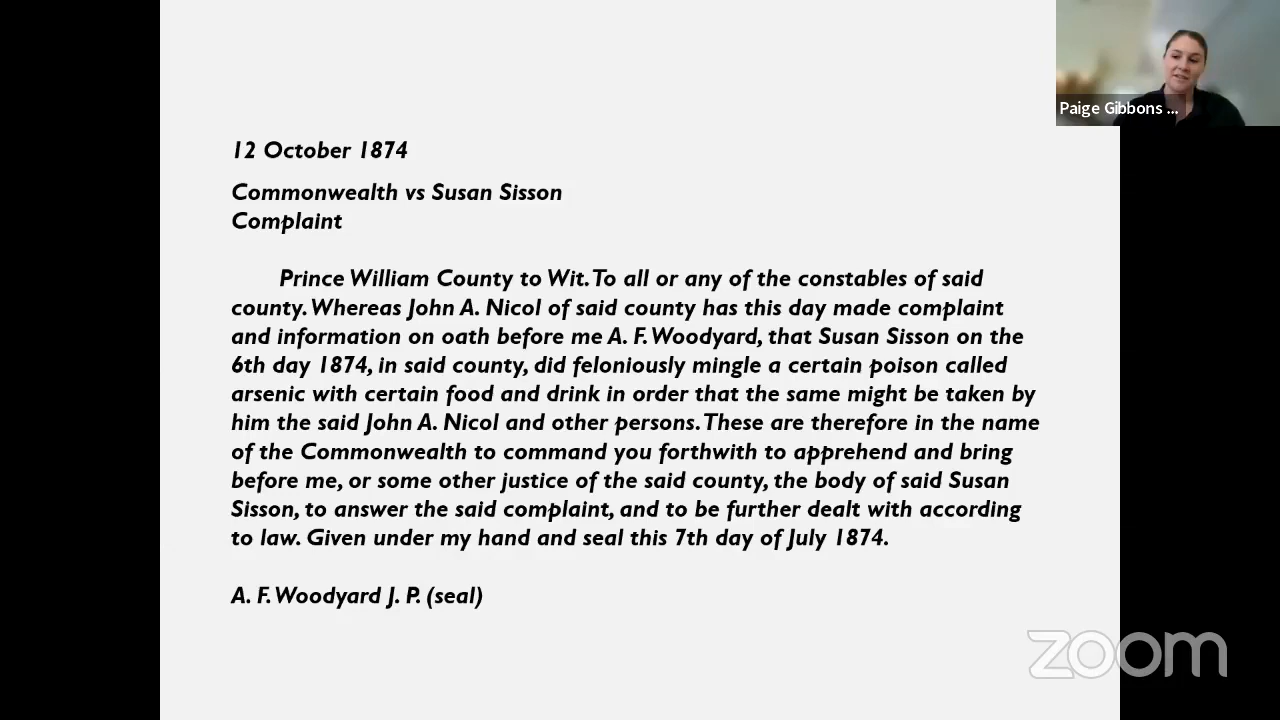 Paige Gibbons ...
12 October 1874
Commonwealth vs Susan Sisson
Complaint
Prince William County to Wit. To all or any of the constables of said
county. Whereas John A. Nicol of said county has this day made complaint
and information on oath before me A. F. Woodyard, that Susan Sisson on the
6th day 1874, in said county, did feloniously mingle a certain poison called
arsenic with certain food and drink in order that the same might be taken by
him the said John A. Nicol and other persons. These are therefore in the name
of the Commonwealth to command you forthwith to apprehend and bring
before me, or some other justice of the said county, the body of said Susan
Sisson, to answer the said complaint, and to be further dealt with according
to law. Given under my hand and seal this 7th day of July 1874.
A. F. Woodyard J. P. (seal)
zoom